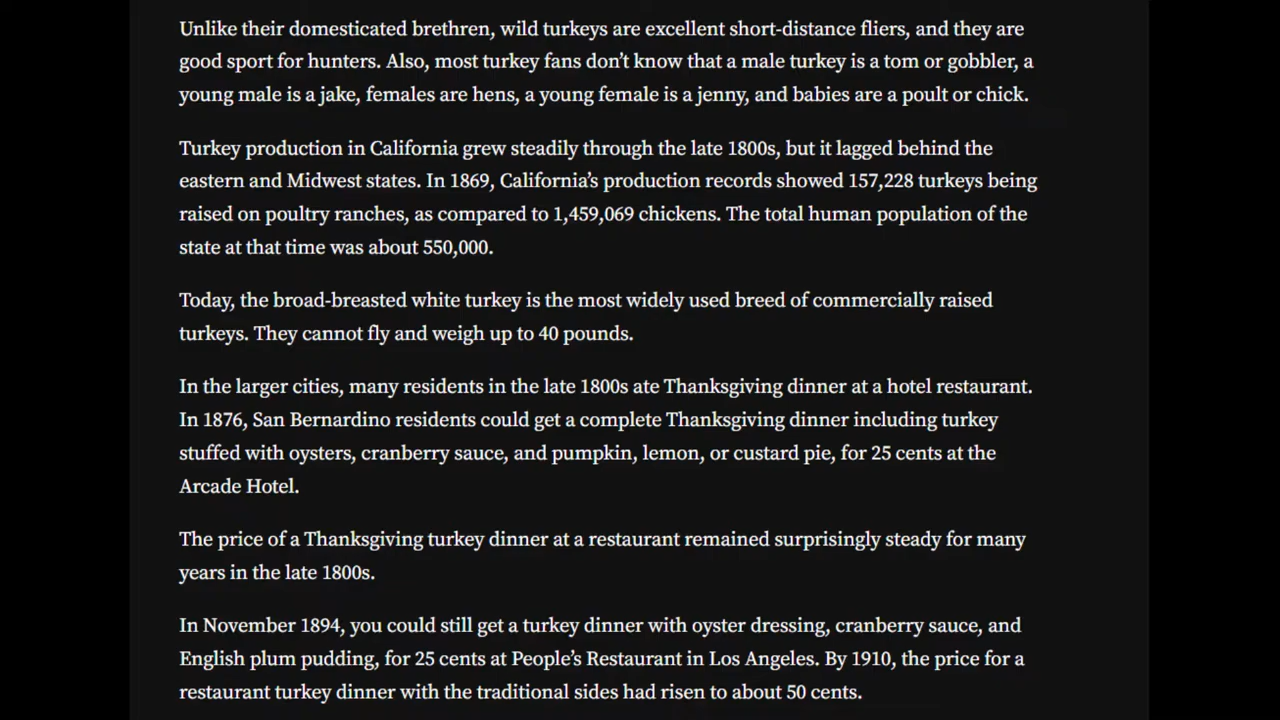 Unlike their domesticated brethren, wild turkeys are excellent short-distance fliers, and they are
good sport for hunters. Also, most turkey fans don’t know that a male turkey is a tom or gobbler, a
young male is a jake, females are hens, a young female is a jenny, and babies are a poult or chick.
Turkey production in California grew steadily through the late 1800s, but it lagged behind the
eastern and Midwest states. In 1869, California’s production records showed 157,228 turkeys being
raised on poultry ranches, as compared to 1,459,069 chickens. The total human population of the
state at that time was about 550,000.
Today, the broad-breasted white turkey is the most widely used breed of commercially raised
turkeys. They cannot fly and weigh up to 40 pounds.
In the larger cities, many residents in the late 1800s ate Thanksgiving dinner at a hotel restaurant.
In 1876, San Bernardino residents could get a complete Thanksgiving dinner including turkey
stuffed with oysters, cranberry sauce, and pumpkin, lemon, or custard pie, for 25 cents at the
Arcade Hotel.
The price of a Thanksgiving turkey dinner at a restaurant remained surprisingly steady for many
years in the late 1800s.
In November 1894, you could still get a turkey dinner with oyster dressing, cranberry sauce, and
English plum pudding, for 25 cents at People’s Restaurant in Los Angeles. By 1910, the price for a
restaurant turkey dinner with the traditional sides had risen to about 50 cents.